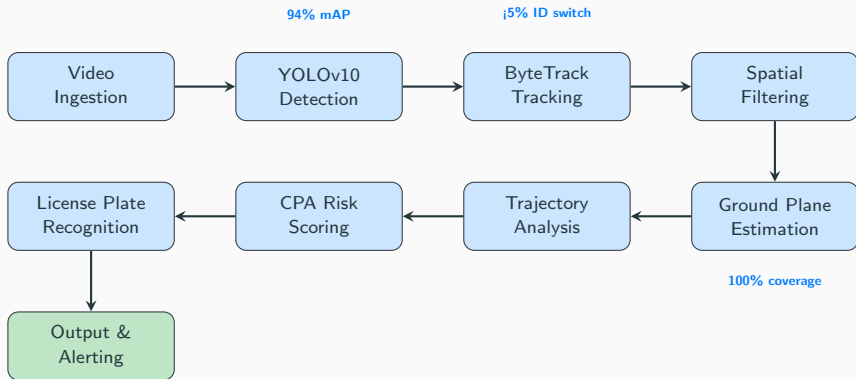 94% mAP
¡5% ID switch
Video
Ingestion
YOLOv10
Detection
ByteTrack
Tracking
Spatial
Filtering
License Plate
Recognition
CPA Risk
Scoring
Trajectory
Analysis
Ground Plane
Estimation
100% coverage
Output &
Alerting